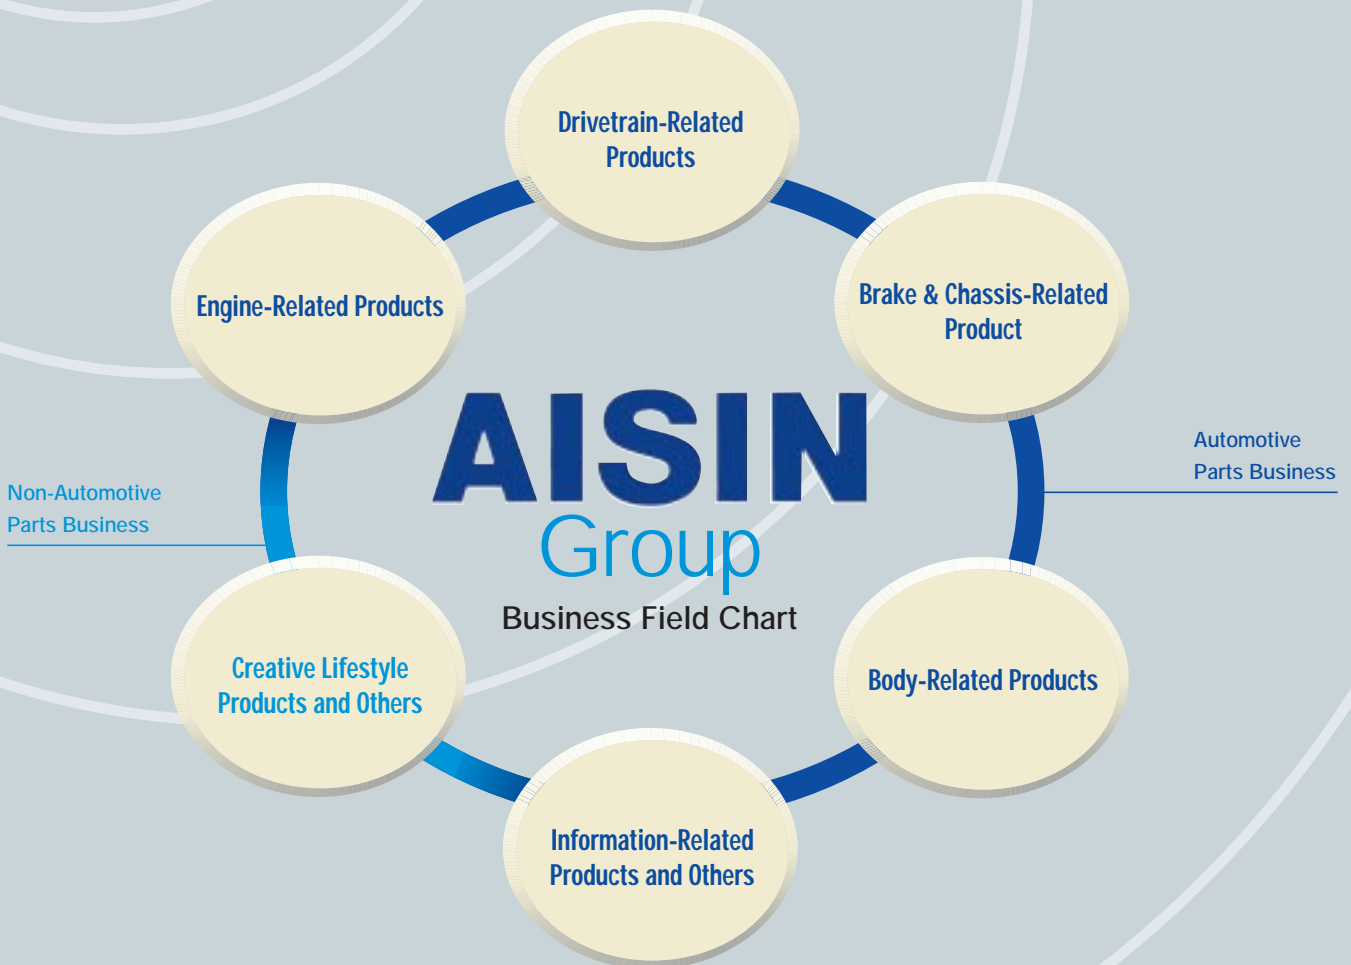 Drivetrain-Related
Products
Engine-Related Products
Brake & Chassis-Related
Product
AISIN
Group
Business Field Chart
Automotive
Parts Business
Non-Automotive
Parts Business
Creative Lifestyle
Products and Others
Body-Related Products
Information-Related
Products and Others